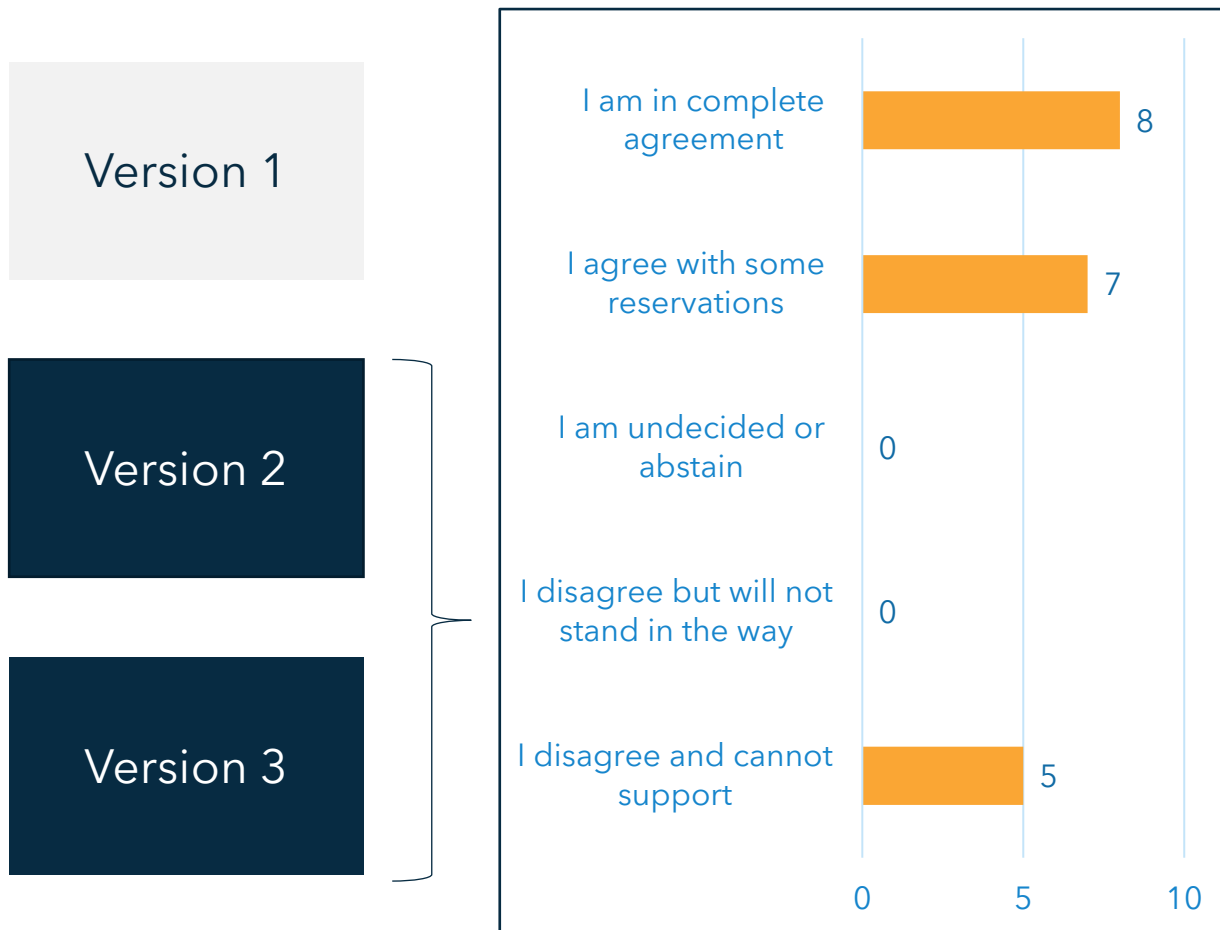 Version 1
Version 2
Version 3
I am in complete
agreement
8
I agree with some
reservations
7
I am undecided or
abstain
0
I disagree but will not
stand in the way
0
I disagree and cannot
support
5
0 5 10